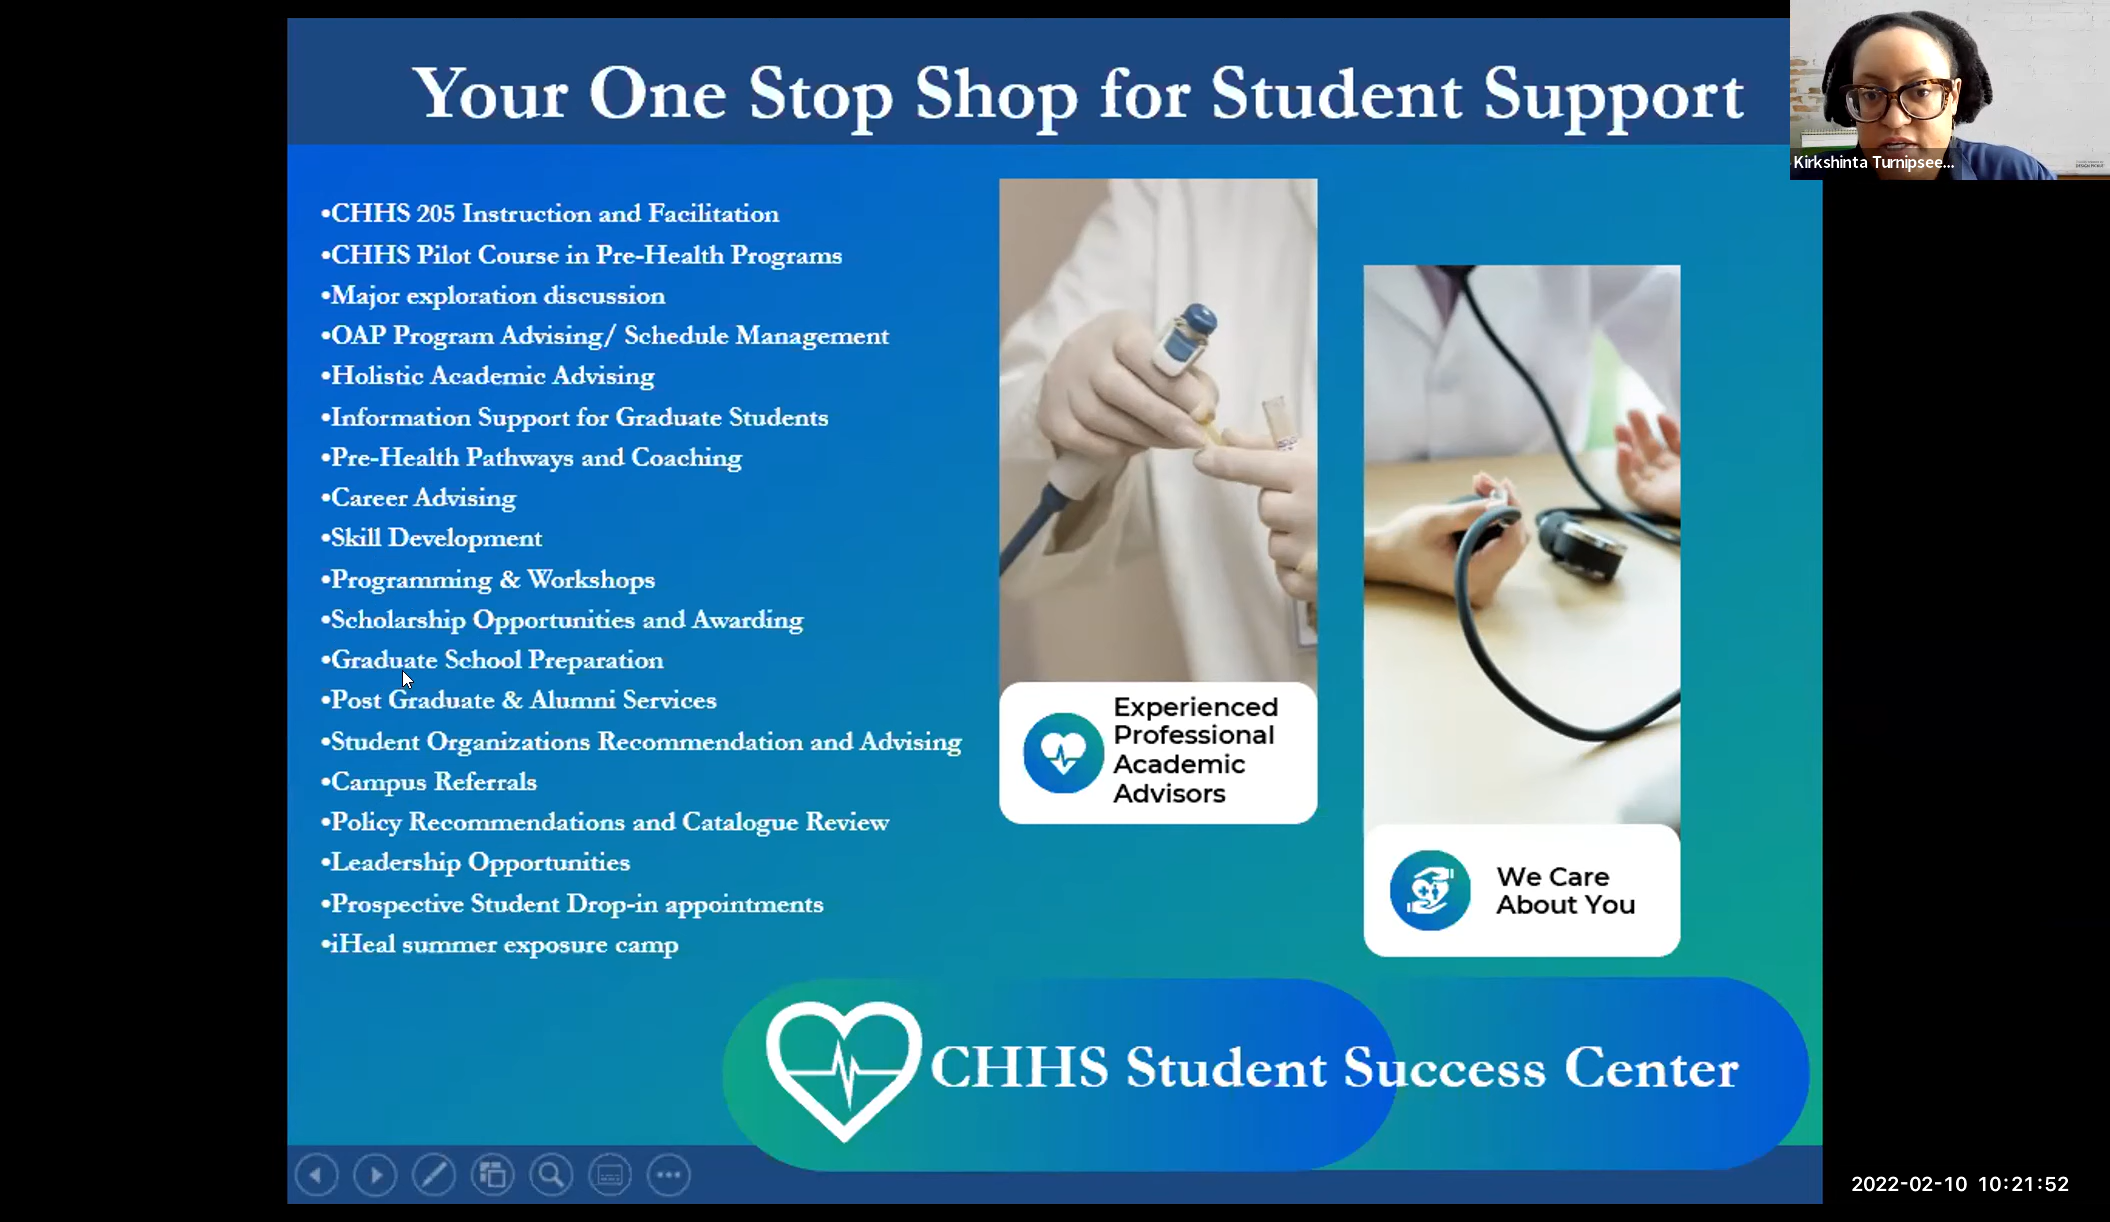 Your One Stop Shop for Student Support
Kirkshinta Turnipsee...
•CHHS 205 Instruction and Facilitation
•CHHS Pilot Course in Pre-Health Programs
•Major exploration discussion
•OAP Program Advising/ Schedule Management
•Holistic Academic Advising
•Information Support for Graduate Students
•Pre-Health Pathways and Coaching
•Career Advising
•Skill Development
•Programming & Workshops
•Scholarship Opportunities and Awarding
•Graduate School Preparation
•Post Graduate & Alumni Services
•Student Organizations Recommendation and Advising
•Campus Referrals
•Policy Recommendations and Catalogue Review
•Leadership Opportunities
•Prospective Student Drop-in appointments
•iHeal summer exposure camp
Experienced
Professional
Academic
Advisors
We Care
About You
CHHS Student Success Center
2022-02-10 10:21:52